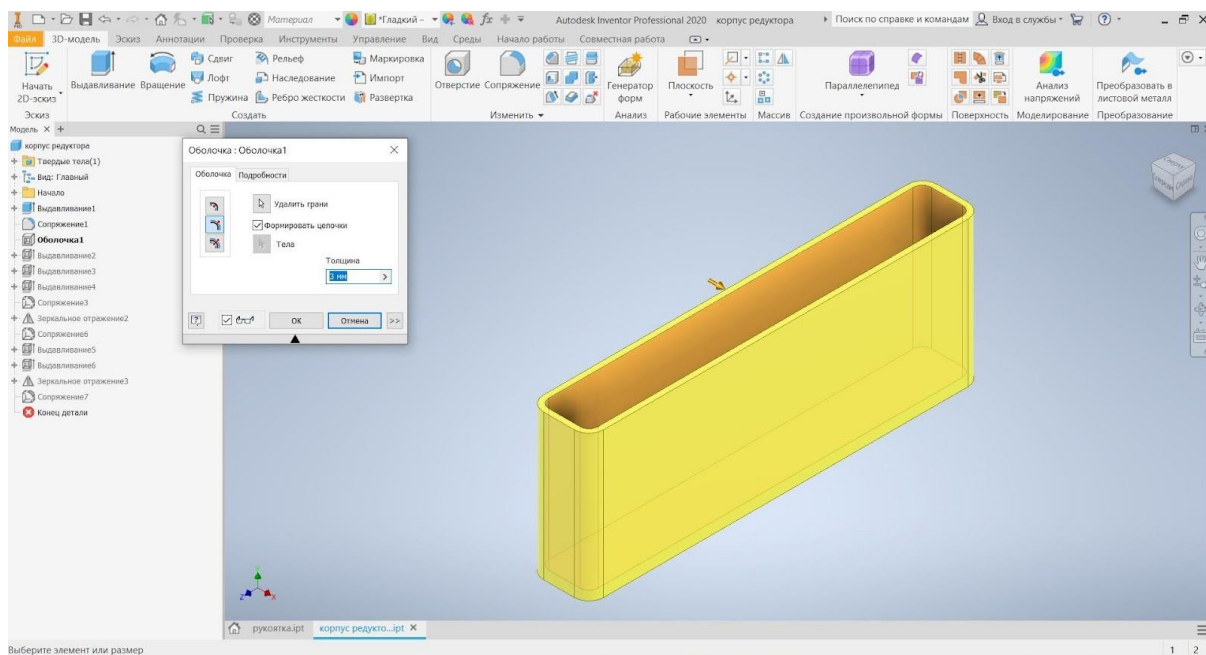 PRO
Материал
*Гладкий –
fx
Autodesk Inventor Professional 2020 корпус редуктора
Поиск по справке и командам
Вход в службы
Файл 3D-модель Эскиз Аннотации Проверка Инструменты Управление Вид Среды Начало работы Совместная работа
Начать 2D-эскиз
Выдавливание Вращение
Сдвиг Рельеф Маркировка
Лофт Наследование Импорт
Пружина Ребро жесткости Развертка
Отверстие Сопряжение
Генератор форм
Плоскость
Параллелепипед
Анализ напряжений
Преобразовать в листовой металл
Эскиз Создать Изменить Анализ Рабочие элементы Массив Создание произвольной формы Поверхность Моделирование Преобразование
Модель × +
корпус редуктора
Твердые тела(1)
Вид: Главный
Начало
Выдавливание1
Сопряжение1
Оболочка1
Выдавливание2
Выдавливание3
Выдавливание4
Сопряжение3
Зеркальное отражение2
Сопряжение6
Выдавливание5
Выдавливание6
Зеркальное отражение3
Сопряжение7
Конец детали
Оболочка : Оболочка1
Оболочка Подробности
Удалить грани
Формировать цепочки
Тела
Толщина
3 мм
ОК Отмена >>
Y
Z X
рукоятка.ipt корпус редукто...ipt ×
Выберите элемент или размер
1 2